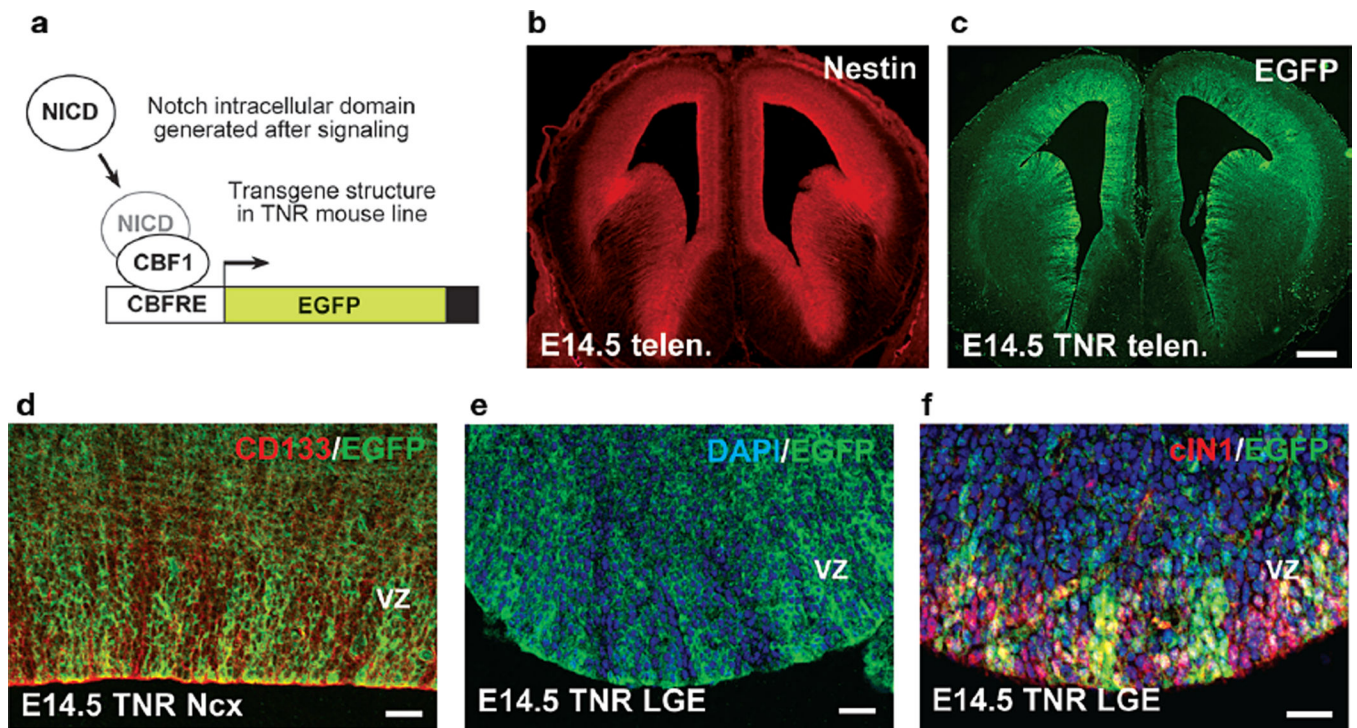 a
NICD
Notch intracellular domain
generated after signaling
NICD
CBF1
Transgene structure
in TNR mouse line
CBFRE
EGFP
b
Nestin
E14.5 telen.
c
EGFP
E14.5 TNR telen.
d
CD133/EGFP
VZ
E14.5 TNR Ncx
e
DAPI/EGFP
VZ
E14.5 TNR LGE
f
cIN1/EGFP
VZ
E14.5 TNR LGE